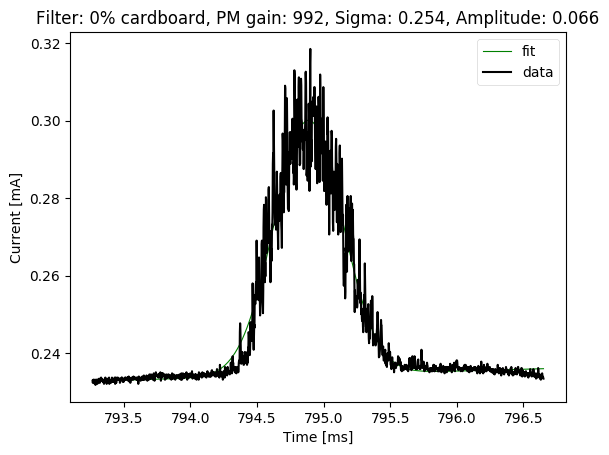 Filter: 0% cardboard, PM gain: 992, Sigma: 0.254, Amplitude: 0.066
fit
data
0.32
0.30
0.28
0.26
0.24
Current [mA]
793.5 794.0 794.5 795.0 795.5 796.0 796.5
Time [ms]